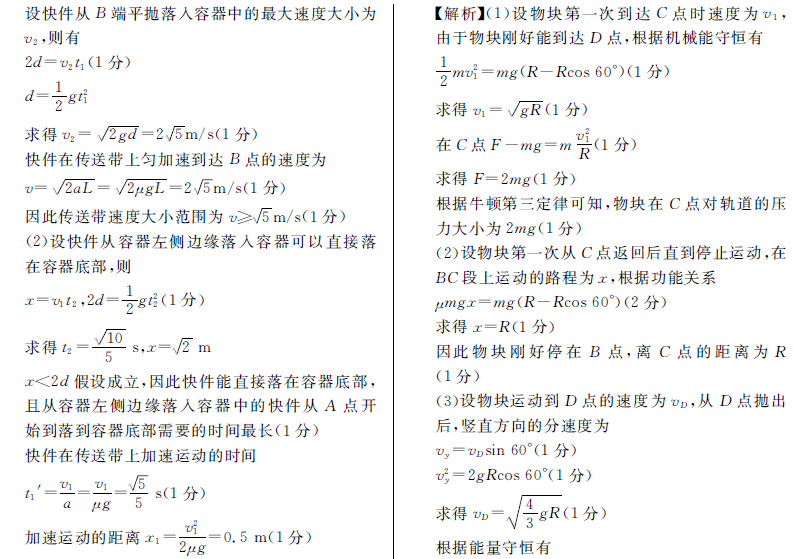 设快件从 B 端平抛落入容器中的最大速度大小为
v₂,则有
2d=v₂t₁(1 分)
d=1/2 gt₁²
求得 v₂=√(2gd)=2√5 m/s(1 分)
快件在传送带上匀加速到达 B 点的速度为
v=√(2aL)=√(2μgL)=2√5 m/s(1 分)
因此传送带速度大小范围为 v≥√5 m/s(1 分)
(2)设快件从容器左侧边缘落入容器可以直接落
在容器底部,则
x=v₁t₂,2d=1/2 gt₂²(1 分)
求得 t₂=√10/5 s,x=√2 m
x<2d 假设成立,因此快件能直接落在容器底部,
且从容器左侧边缘落入容器中的快件从 A 点开
始到落到容器底部需要的时间最长(1 分)
快件在传送带上加速运动的时间
t₁′=v₁/a=v₁/μg=√5/5 s(1 分)
加速运动的距离 x₁=v₁²/2μg=0.5 m(1 分)
【解析】(1)设物块第一次到达 C 点时速度为 v₁,
由于物块刚好能到达 D 点,根据机械能守恒有
1/2 mv₁²=mg(R-Rcos 60°)(1 分)
求得 v₁=√(gR)(1 分)
在 C 点 F-mg=m v₁²/R(1 分)
求得 F=2mg(1 分)
根据牛顿第三定律可知,物块在 C 点对轨道的压
力大小为 2mg(1 分)
(2)设物块第一次从 C 点返回后直到停止运动,在
BC 段上运动的路程为 x,根据功能关系
μmgx=mg(R-Rcos 60°)(2 分)
求得 x=R(1 分)
因此物块刚好停在 B 点,离 C 点的距离为 R
(1 分)
(3)设物块运动到 D 点的速度为 v_D,从 D 点抛出
后,竖直方向的分速度为
v_y=v_D sin 60°(1 分)
v_y²=2gRcos 60°(1 分)
求得 v_D=√(4/3 gR)(1 分)
根据能量守恒有